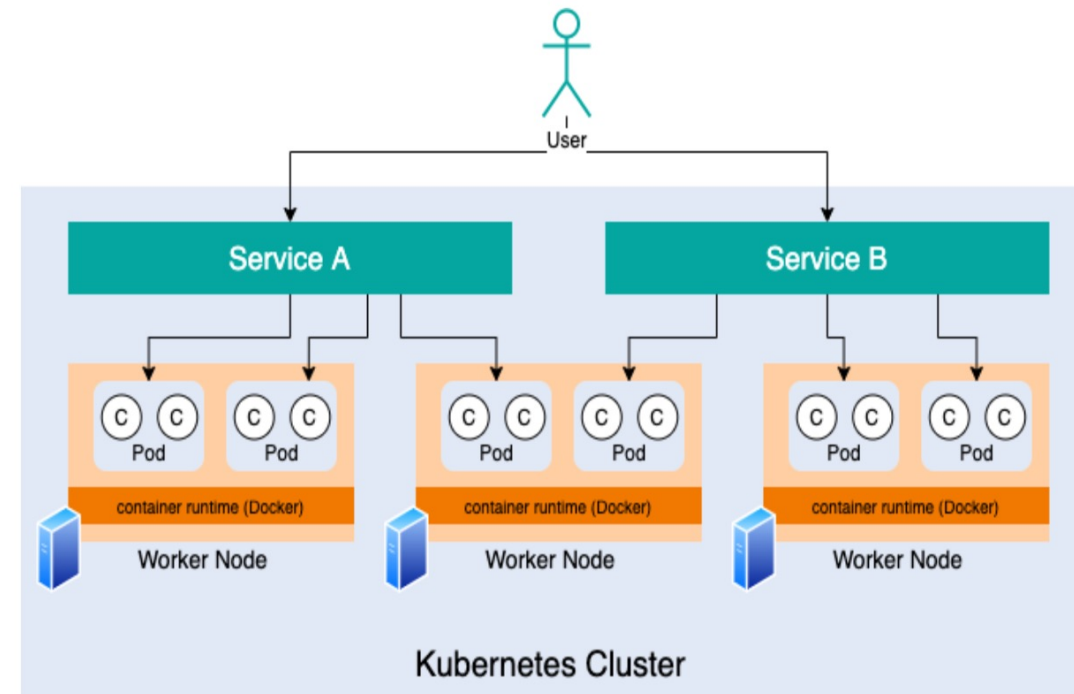 User
Service A
Service B
C C C C
Pod Pod
C C C C
Pod Pod
C C C C
Pod Pod
container runtime (Docker)
container runtime (Docker)
container runtime (Docker)
Worker Node
Worker Node
Worker Node
Kubernetes Cluster